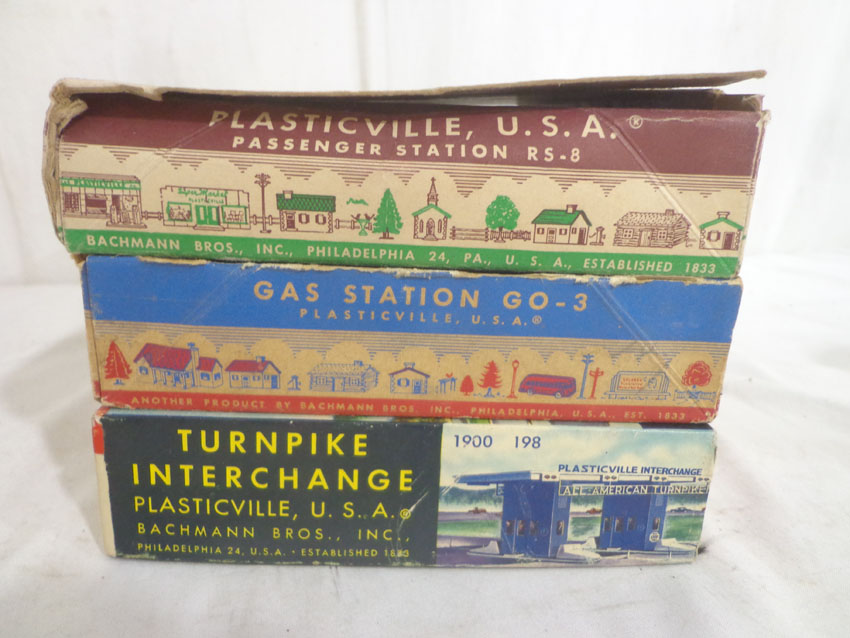 PLASTICVILLE, U.S.A.®
PASSENGER STATION RS-8
PLASTICVILLE
BACHMANN BROS., INC., PHILADELPHIA 24, PA., U. S. A., ESTABLISHED 1833
GAS STATION GO-3
PLASTICVILLE, U.S.A.®
ANOTHER PRODUCT BY BACHMANN BROS. INC., PHILADELPHIA, U.S.A., EST. 1833
TURNPIKE
INTERCHANGE
PLASTICVILLE, U.S.A.®
BACHMANN BROS., INC.,
PHILADELPHIA 24, U.S.A. • ESTABLISHED 1833
1900 198
PLASTICVILLE INTERCHANGE
ALL-AMERICAN TURNPIKE